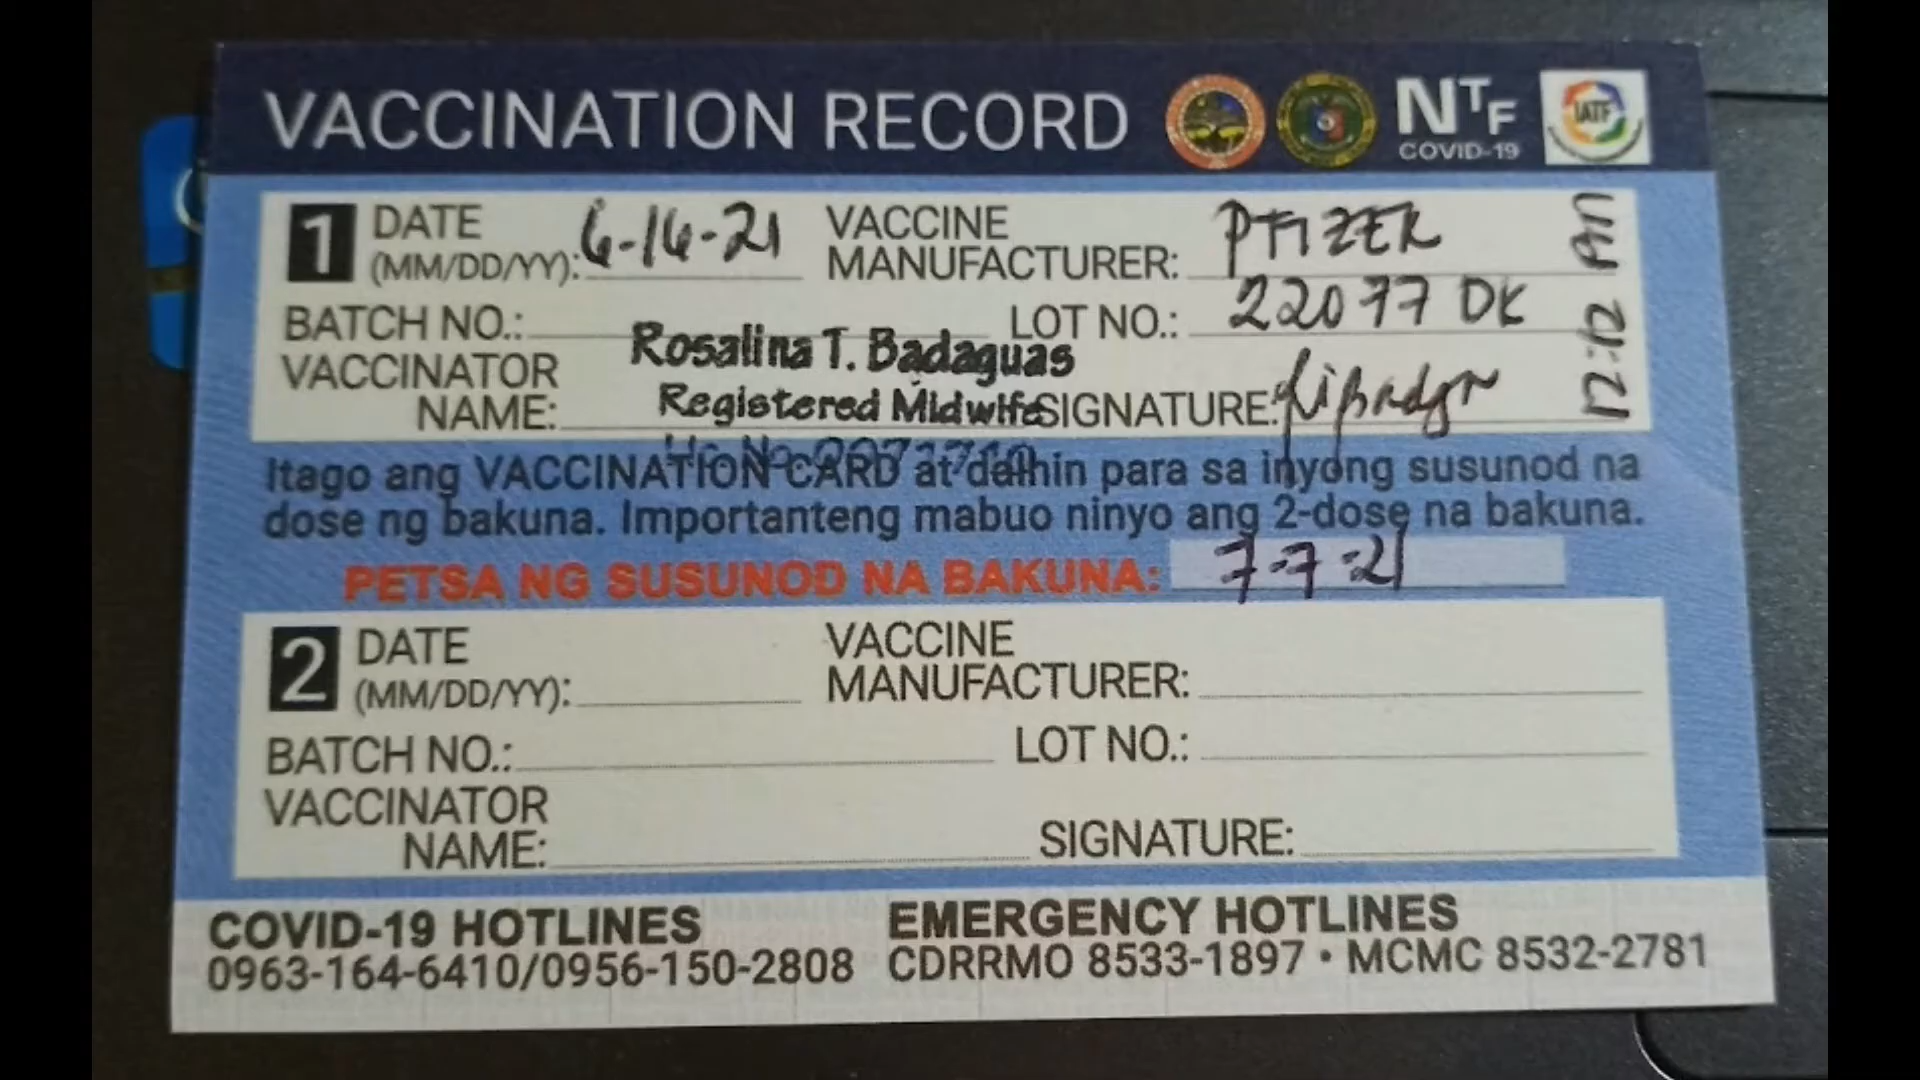 VACCINATION RECORD NTF COVID-19 IATF
1 DATE (MM/DD/YY): 6-16-21 VACCINE MANUFACTURER: PFIZER
BATCH NO.: LOT NO.: 22077 DK
12:12 AM
VACCINATOR NAME: Rosalina T. Badaguas
Registered Midwife SIGNATURE:
Itago ang VACCINATION CARD at dalhin para sa inyong susunod na
dose ng bakuna. Importanteng mabuo ninyo ang 2-dose na bakuna.
PETSA NG SUSUNOD NA BAKUNA: 7-7-21
2 DATE (MM/DD/YY): VACCINE MANUFACTURER:
BATCH NO.: LOT NO.:
VACCINATOR NAME: SIGNATURE:
COVID-19 HOTLINES EMERGENCY HOTLINES
0963-164-6410/0956-150-2808 CDRRMO 8533-1897 • MCMC 8532-2781